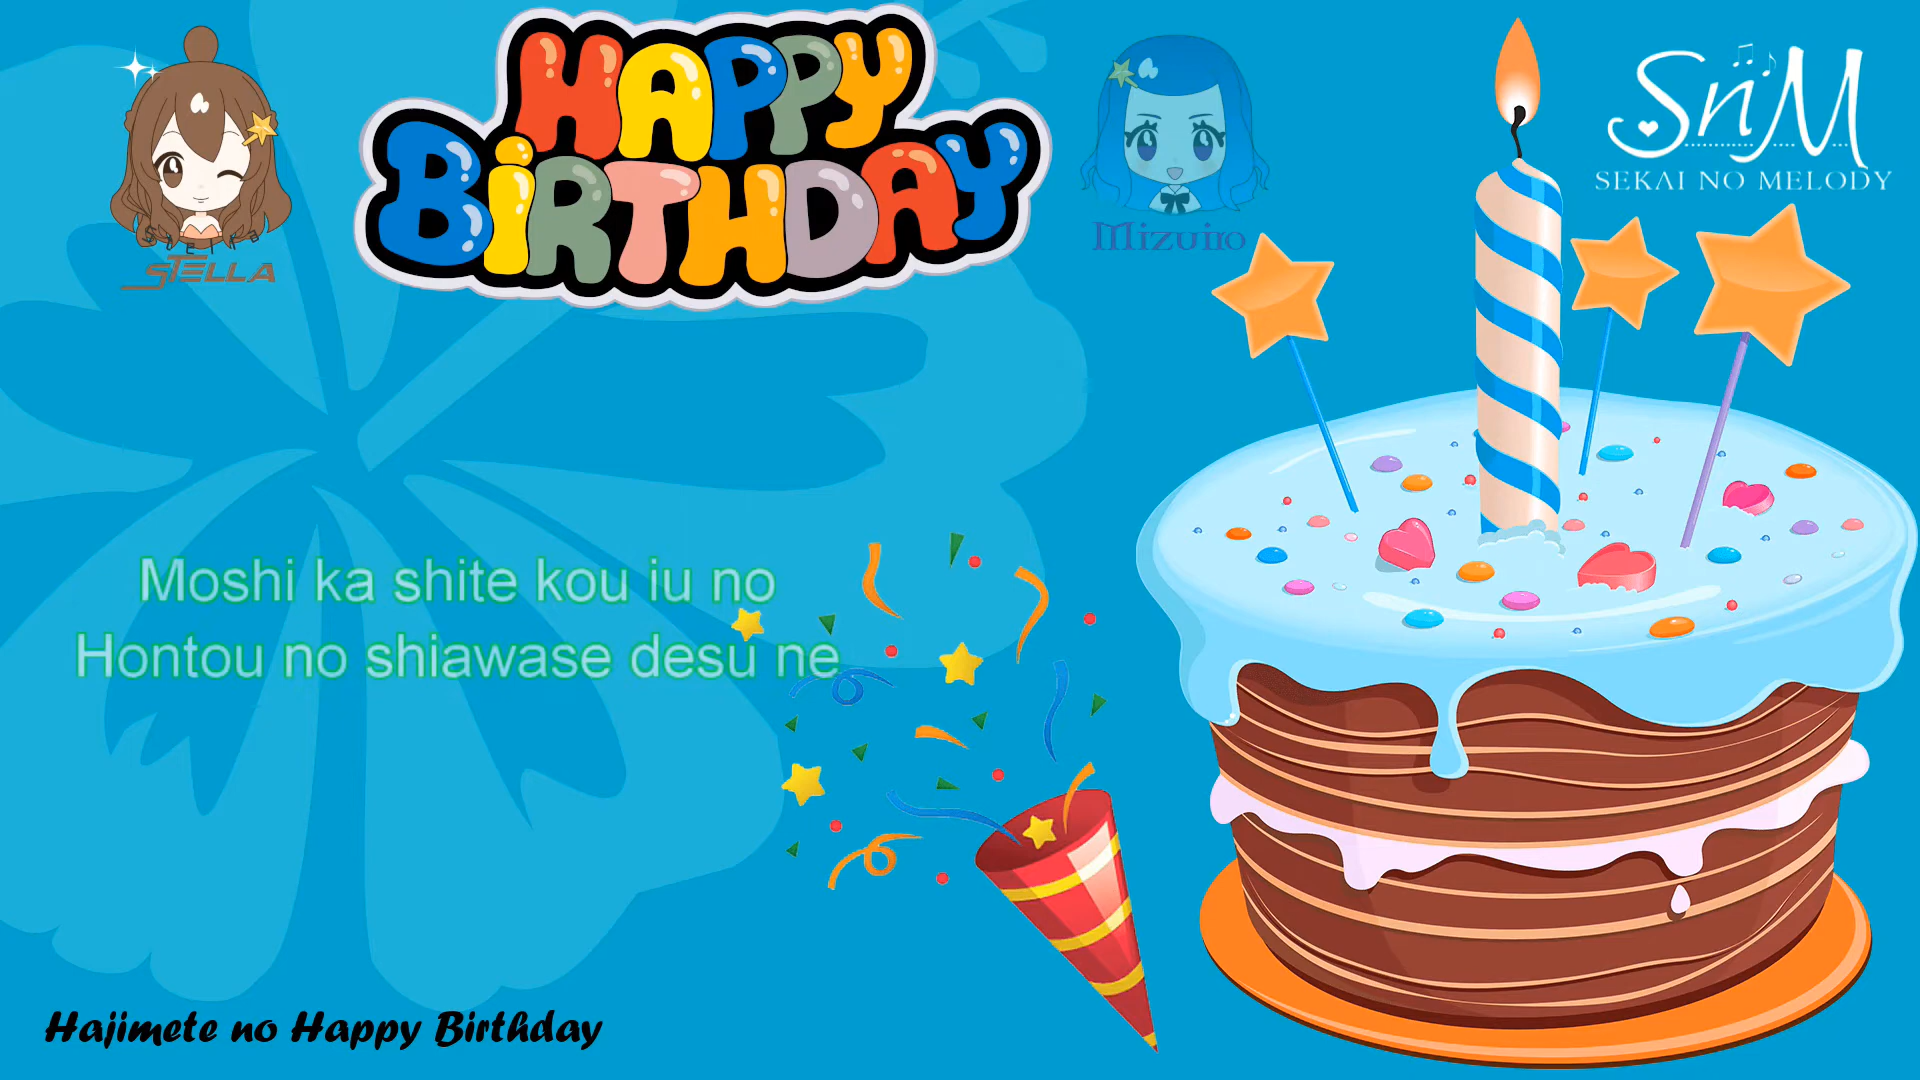 HAPPY
BIRTHDAY
SnM
SEKAI NO MELODY
STELLA
Mizuiro
Moshi ka shite kou iu no
Hontou no shiawase desu ne
Hajimete no Happy Birthday